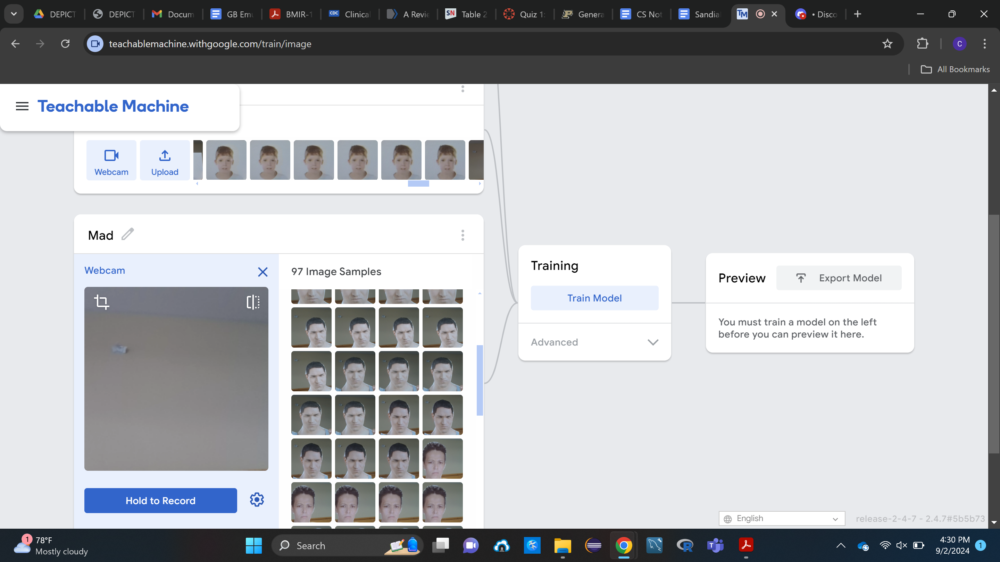 DEPICT
DEPICT
Docum
GB Emu
BMIR-1
CDC
Clinical
A Revie
SN
Table 2
Quiz 1:
Genera
CS Not
Sandia
TM
• Disco
teachablemachine.withgoogle.com/train/image
C
All Bookmarks
Teachable Machine
Webcam
Upload
Mad
Webcam
97 Image Samples
Hold to Record
Training
Train Model
Advanced
Preview
Export Model
You must train a model on the left
before you can preview it here.
English
release-2-4-7 - 2.4.7#5b5b73
1
78°F
Mostly cloudy
Search
4:30 PM
9/2/2024
1